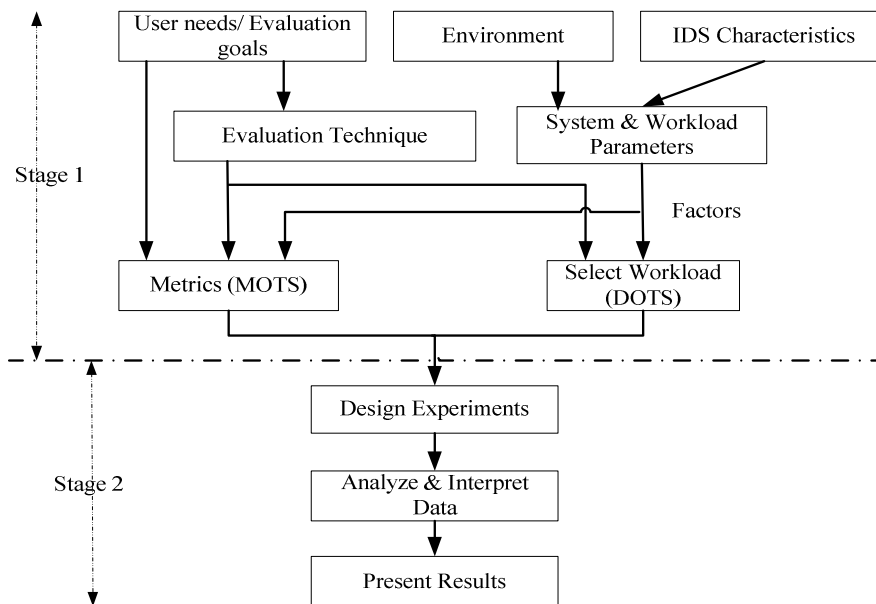 User needs/ Evaluation
goals
Environment
IDS Characteristics
Evaluation Technique
System & Workload
Parameters
Stage 1
Factors
Metrics (MOTS)
Select Workload
(DOTS)
Design Experiments
Stage 2
Analyze & Interpret
Data
Present Results